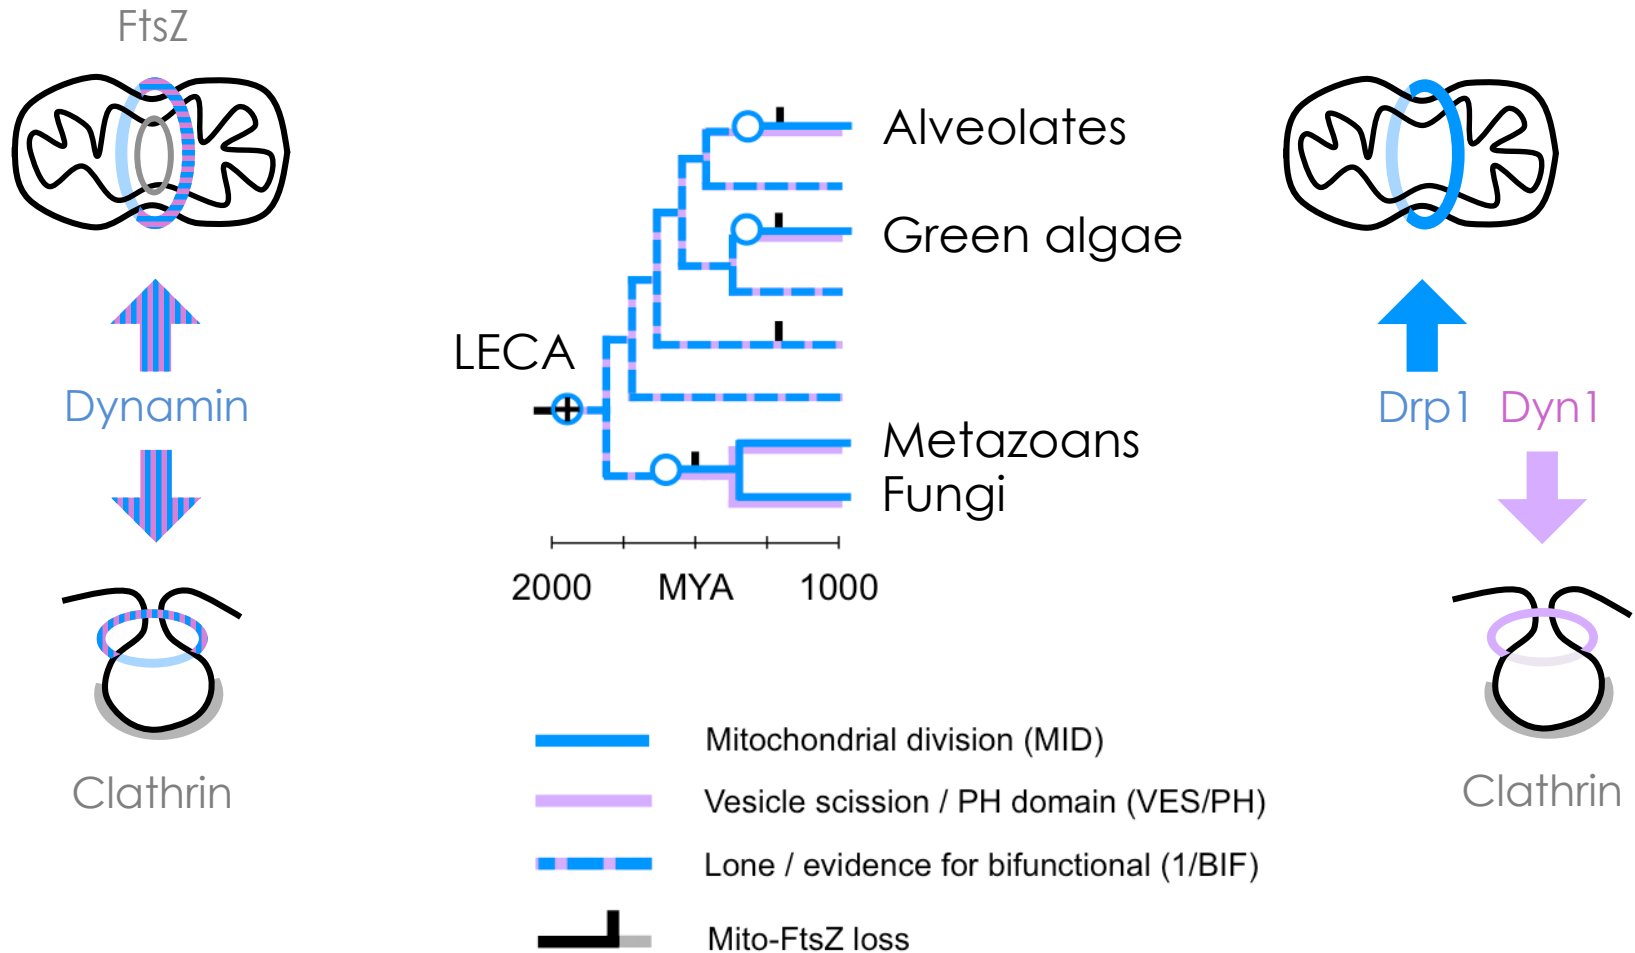 FtsZ
Alveolates
Green algae
LECA
Dynamin
Drp1 Dyn1
Metazoans
Fungi
2000 MYA 1000
Mitochondrial division (MID)
Clathrin
Clathrin
Vesicle scission / PH domain (VES/PH)
Lone / evidence for bifunctional (1/BIF)
Mito-FtsZ loss